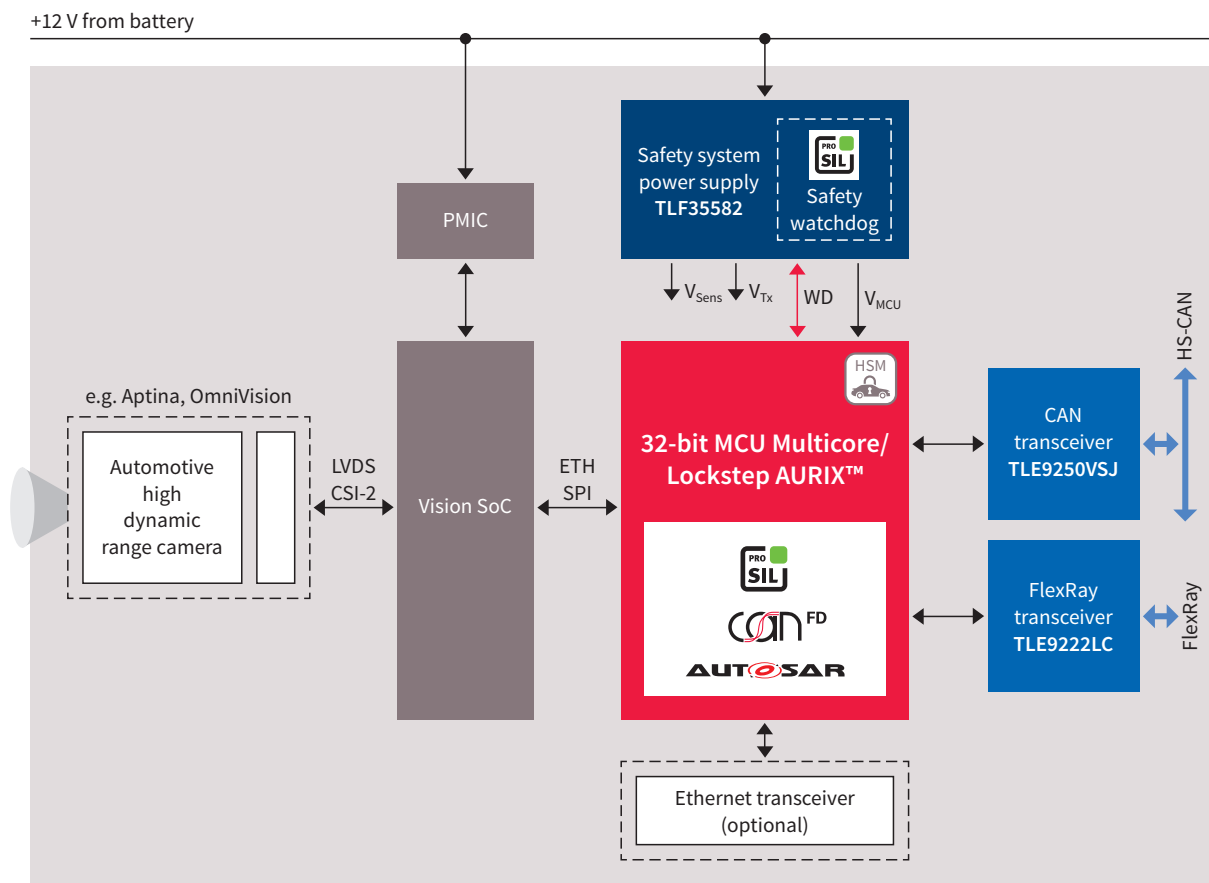 +12 V from battery
Safety system
power supply
TLF35582
PRO
SIL
Safety
watchdog
PMIC
VSens
VTx
WD
VMCU
HS-CAN
e.g. Aptina, OmniVision
Automotive
high
dynamic
range camera
LVDS
CSI-2
Vision SoC
ETH
SPI
HSM
32-bit MCU Multicore/
Lockstep AURIX™
PRO
SIL
CAN FD
AUTOSAR
CAN
transceiver
TLE9250VSJ
FlexRay
transceiver
TLE9222LC
FlexRay
Ethernet transceiver
(optional)